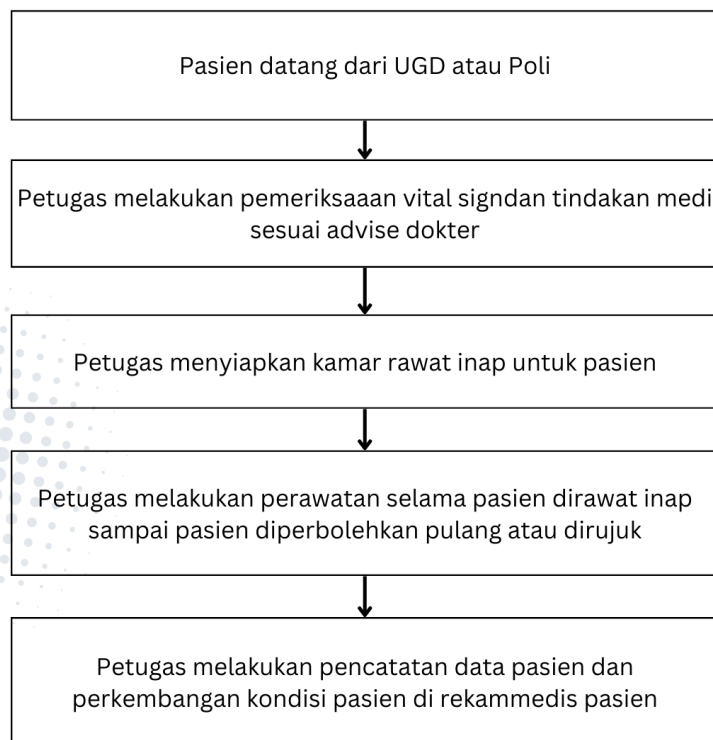 Pasien datang dari UGD atau Poli
Petugas melakukan pemeriksaaan vital signdan tindakan medi
sesuai advise dokter
Petugas menyiapkan kamar rawat inap untuk pasien
Petugas melakukan perawatan selama pasien dirawat inap
sampai pasien diperbolehkan pulang atau dirujuk
Petugas melakukan pencatatan data pasien dan
perkembangan kondisi pasien di rekammedis pasien